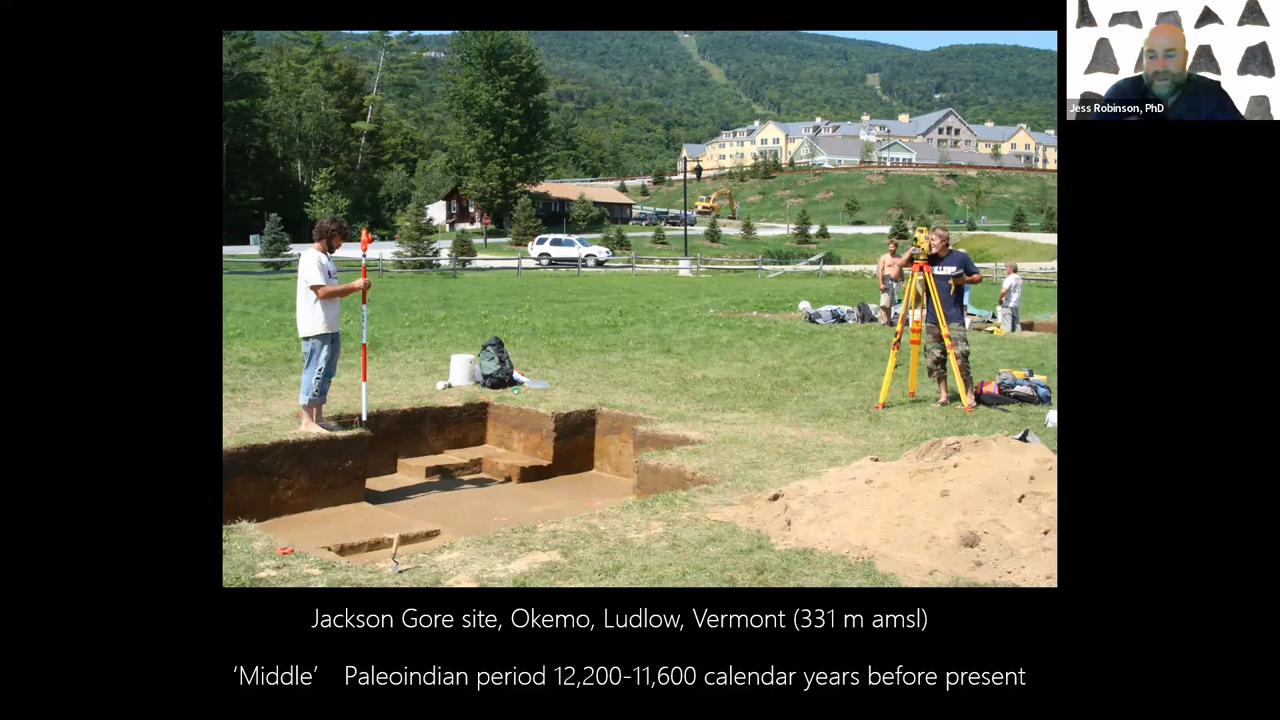 Jess Robinson, PhD
Jackson Gore site, Okemo, Ludlow, Vermont (331 m amsl)
‘Middle’ Paleoindian period 12,200-11,600 calendar years before present